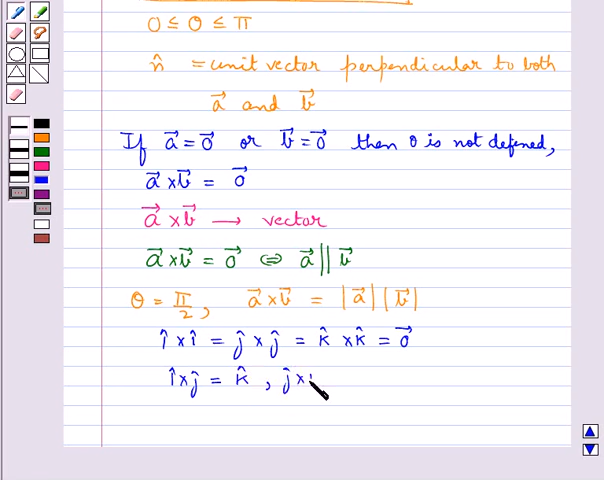 0 ≤ θ ≤ π
n̂ = unit vector perpendicular to both
a⃗ and b⃗
If a⃗ = 0⃗ or b⃗ = 0⃗ then θ is not defined,
a⃗ × b⃗ = 0⃗
a⃗ × b⃗ → vector
a⃗ × b⃗ = 0⃗ ⇔ a⃗ || b⃗
θ = π/2, a⃗ × b⃗ = |a⃗| |b⃗|
î × î = ĵ × ĵ = k̂ × k̂ = 0⃗
î × ĵ = k̂ , ĵ ×